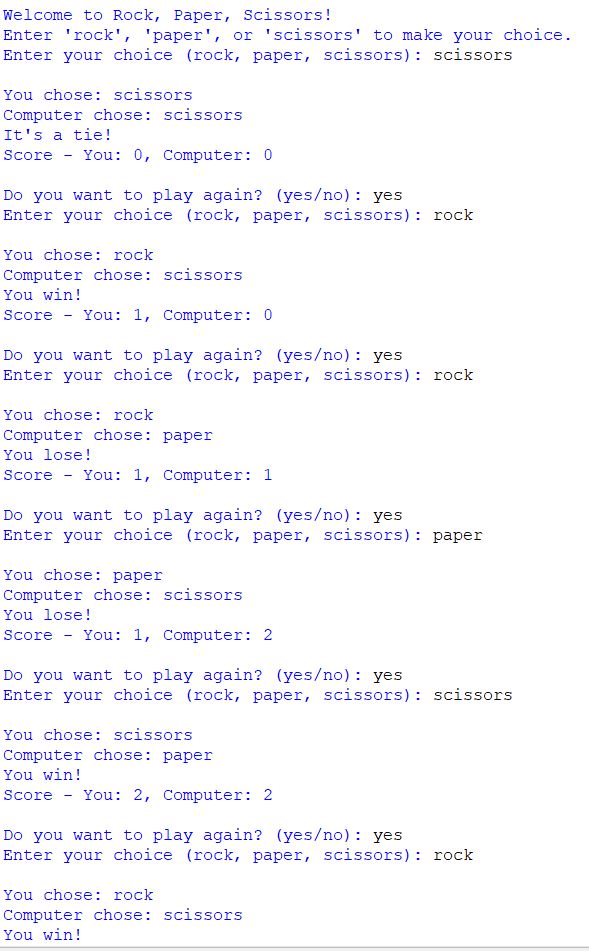 Welcome to Rock, Paper, Scissors!
Enter 'rock', 'paper', or 'scissors' to make your choice.
Enter your choice (rock, paper, scissors): scissors

You chose: scissors
Computer chose: scissors
It's a tie!
Score - You: 0, Computer: 0

Do you want to play again? (yes/no): yes
Enter your choice (rock, paper, scissors): rock

You chose: rock
Computer chose: scissors
You win!
Score - You: 1, Computer: 0

Do you want to play again? (yes/no): yes
Enter your choice (rock, paper, scissors): rock

You chose: rock
Computer chose: paper
You lose!
Score - You: 1, Computer: 1

Do you want to play again? (yes/no): yes
Enter your choice (rock, paper, scissors): paper

You chose: paper
Computer chose: scissors
You lose!
Score - You: 1, Computer: 2

Do you want to play again? (yes/no): yes
Enter your choice (rock, paper, scissors): scissors

You chose: scissors
Computer chose: paper
You win!
Score - You: 2, Computer: 2

Do you want to play again? (yes/no): yes
Enter your choice (rock, paper, scissors): rock

You chose: rock
Computer chose: scissors
You win!